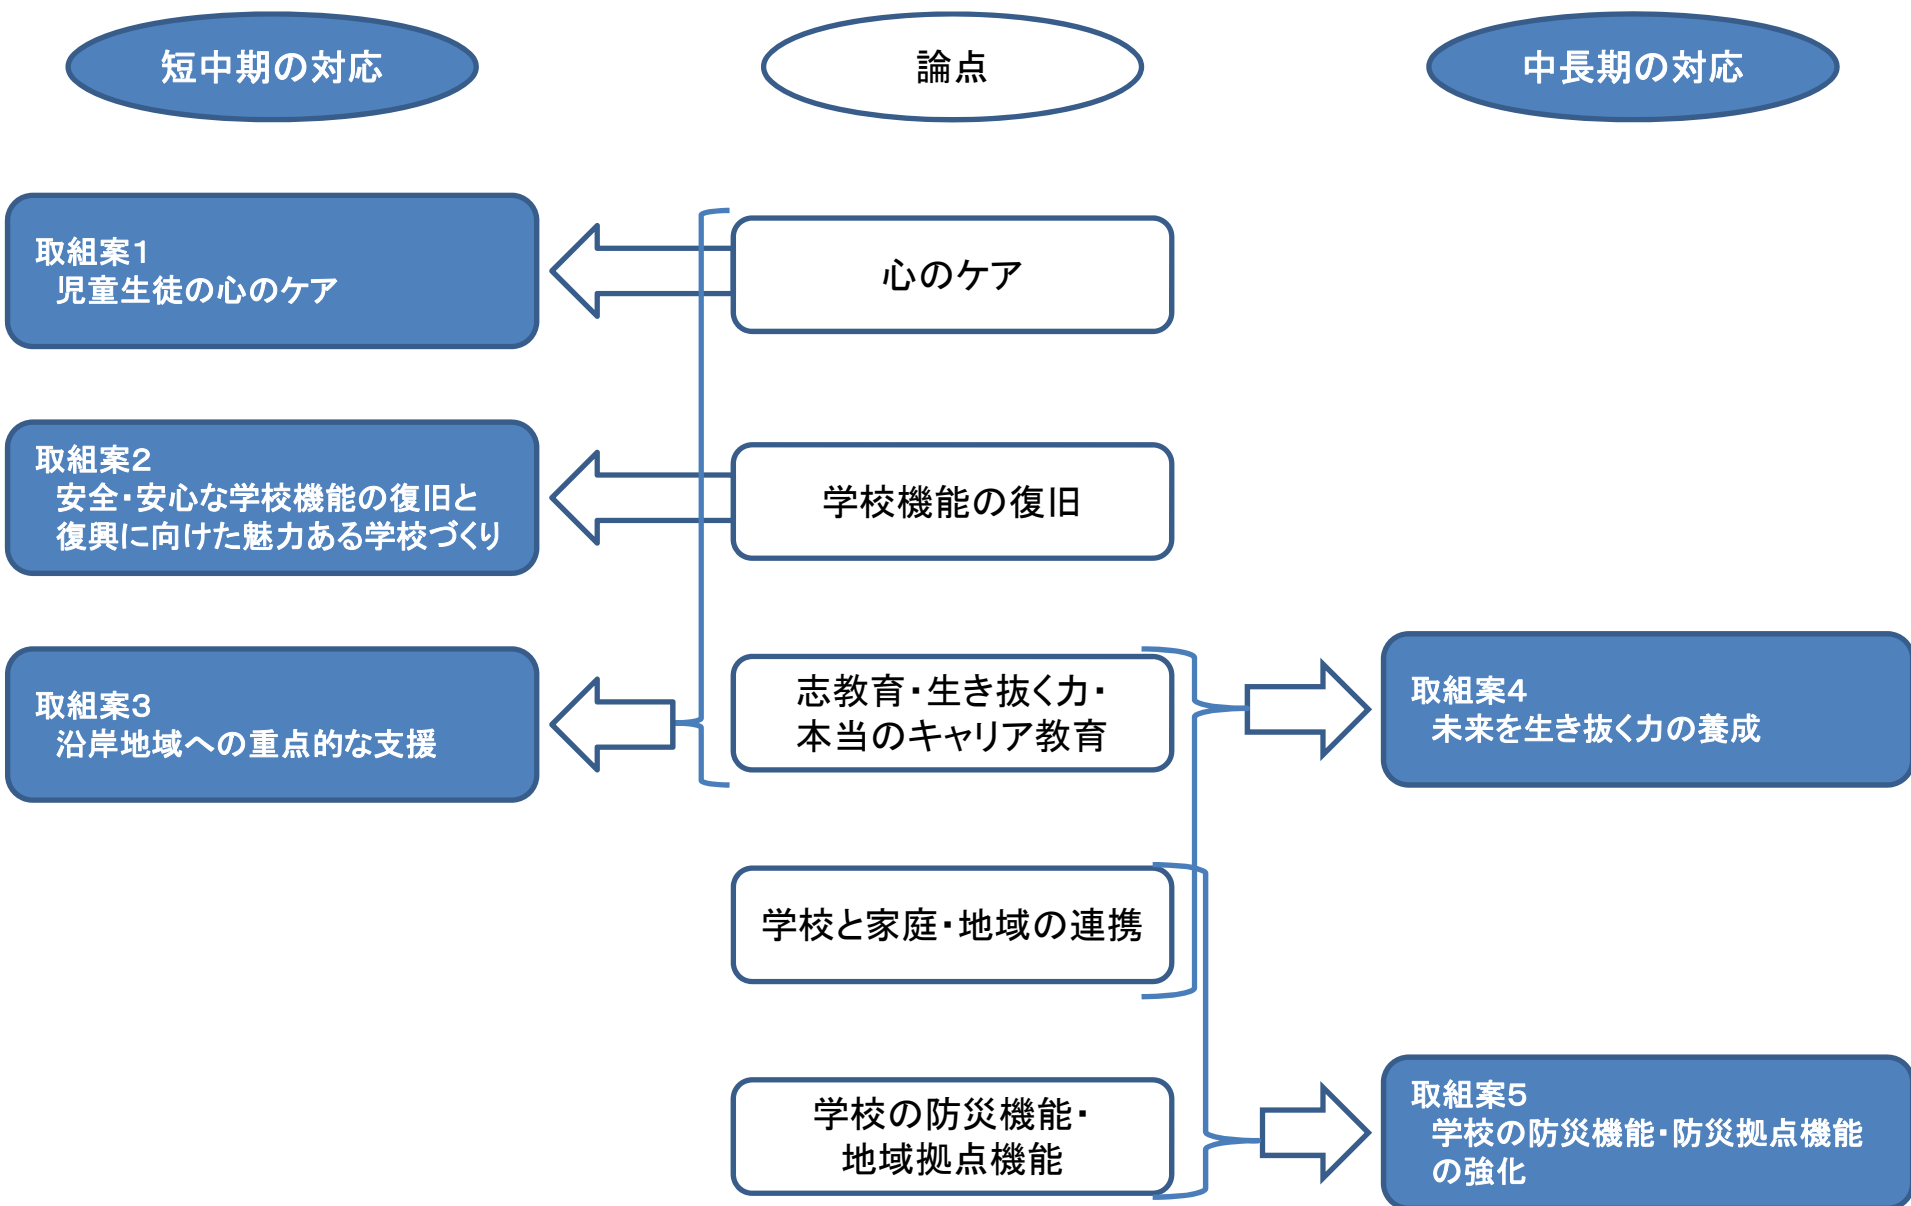 短中期の対応
論点
中長期の対応
取組案1
児童生徒の心のケア
心のケア
取組案2
安全・安心な学校機能の復旧と
復興に向けた魅力ある学校づくり
学校機能の復旧
取組案3
沿岸地域への重点的な支援
志教育・生き抜く力・
本当のキャリア教育
取組案4
未来を生き抜く力の養成
学校と家庭・地域の連携
学校の防災機能・
地域拠点機能
取組案5
学校の防災機能・防災拠点機能
の強化